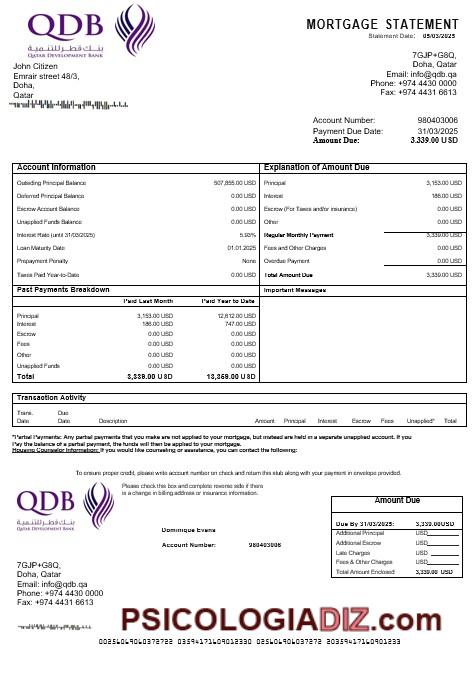 QDB
بنك قطر للتنمية
QATAR DEVELOPMENT BANK
MORTGAGE STATEMENT
Statement Date: 05/03/2025
John Citizen
Emrair street 48/3,
Doha,
Qatar
7GJP+G8Q,
Doha, Qatar
Email: info@qdb.qa
Phone: +974 4430 0000
Fax: +974 4431 6613
Account Number: 980403006
Payment Due Date: 31/03/2025
Amount Due: 3,339.00 USD
Account Information
Outsding Principal Balance 507,855.00 USD
Deferred Principal Balance 0.00 USD
Escrow Account Balance 0.00 USD
Unapplied Funds Balance 0.00 USD
Interest Rate (until 31/03/2025) 5.93%
Loan Maturity Date 01.01.2025
Prepayment Penalty None
Taxes Paid Year-to-Date 0.00 USD
Explanation of Amount Due
Principal 3,153.00 USD
Interest 186.00 USD
Escrow (For Taxes and/or insurance) 0.00 USD
Other 0.00 USD
Regular Monthly Payment 3,339.00 USD
Fees and Other Charges 0.00 USD
Overdue Payment 0.00 USD
Total Amount Due 3,339.00 USD
Past Payments Breakdown
Paid Last Month Paid Year to Date
Principal 3,153.00 USD 12,612.00 USD
Interest 186.00 USD 747.00 USD
Escrow 0.00 USD 0.00 USD
Fees 0.00 USD 0.00 USD
Other 0.00 USD 0.00 USD
Unapplied Funds 0.00 USD 0.00 USD
Total 3,339.00 USD 13,359.00 USD
Important Messages
Transaction Activity
Trans. Due
Date Date Description Amount Principal Interest Escrow Fees Unapplied* Total
*Partial Payments: Any partial payments that you make are not applied to your mortgage, but instead are held in a separate unapplied account. If you
Pay the balance of a partial payment, the funds will then be applied to your mortgage.
Housing Counselor Information: If you would like counseling or assistance, you can contact the following:
To ensure proper credit, please write account number on check and return this stub along with your payment in envelope provided.
QDB
بنك قطر للتنمية
QATAR DEVELOPMENT BANK
Please check this box and complete reverse side if there
is a change in billing address or insurance information.
Dominique Evans
Account Number: 980403006
Amount Due
Due By 31/03/2025: 3,339.00USD
Additional Principal USD
Additional Escrow USD
Late Charges USD
Fees & Other Charges USD
Total Amount Enclosed 3,339.00 USD
7GJP+G8Q,
Doha, Qatar
Email: info@qdb.qa
Phone: +974 4430 0000
Fax: +974 4431 6613
PSICOLOGIADIZ.com